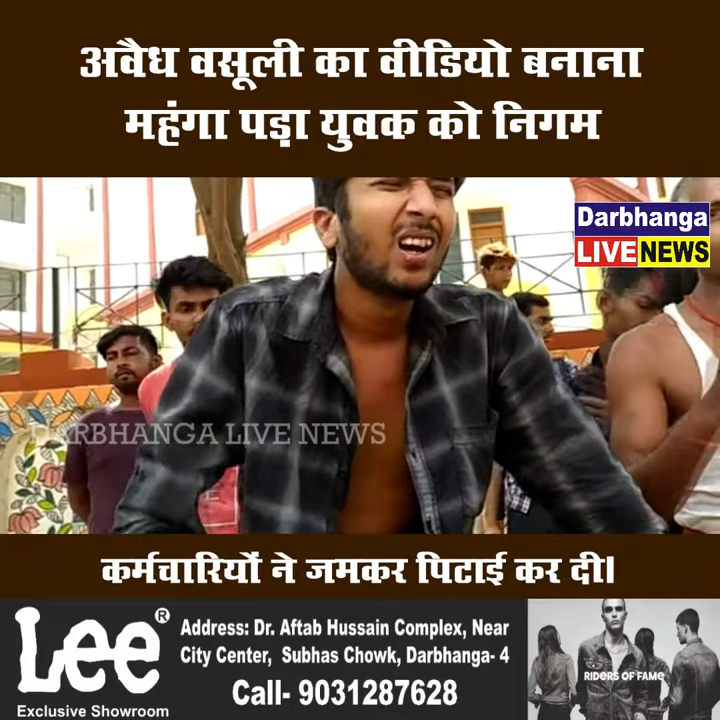 अवैध वसूली का वीडियो बनाना
महंगा पड़ा युवक को निगम
Darbhanga
LIVE NEWS
DARBHANGA LIVE NEWS
कर्मचारियों ने जमकर पिटाई कर दी।
Lee®
Exclusive Showroom
Address: Dr. Aftab Hussain Complex, Near
City Center, Subhas Chowk, Darbhanga- 4
Call- 9031287628
RIDERS OF FAME